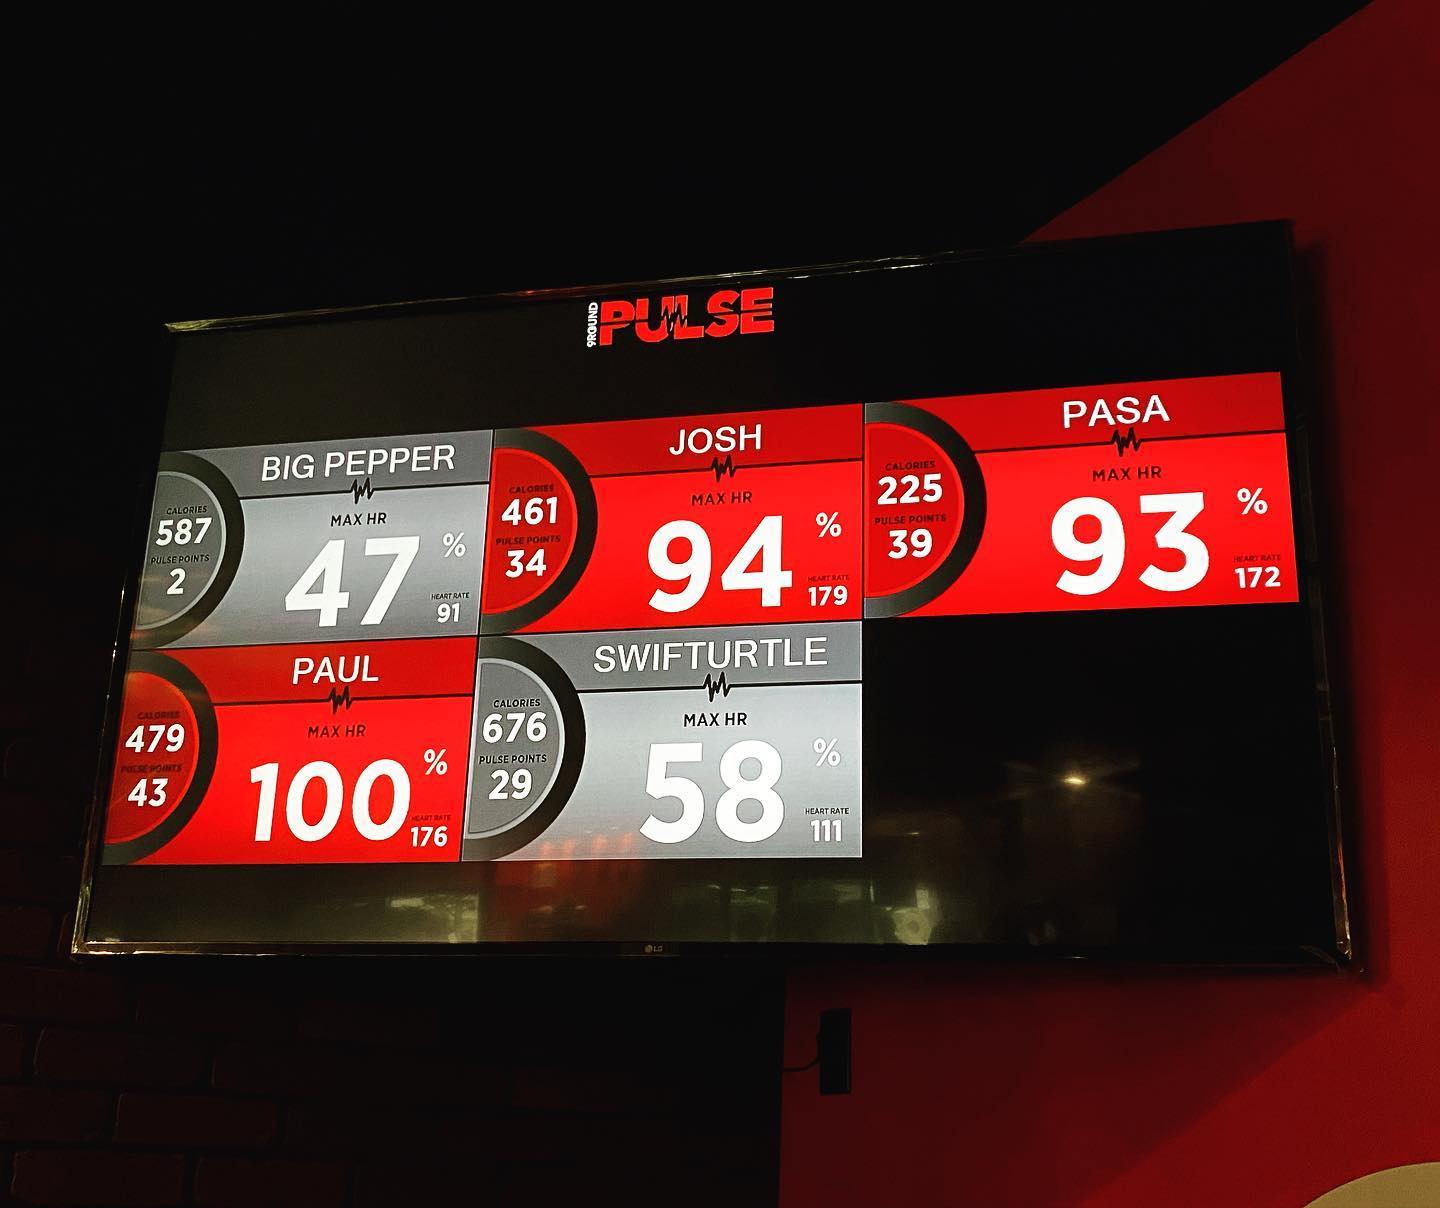 9ROUND PULSE
BIG PEPPER
CALORIES
587
PULSE POINTS
2
MAX HR
47 %
HEART RATE
91
JOSH
CALORIES
461
PULSE POINTS
34
MAX HR
94 %
HEART RATE
179
PASA
CALORIES
225
PULSE POINTS
39
MAX HR
93 %
HEART RATE
172
PAUL
CALORIES
479
PULSE POINTS
43
MAX HR
100 %
HEART RATE
176
SWIFTURTLE
CALORIES
676
PULSE POINTS
29
MAX HR
58 %
HEART RATE
111
LG